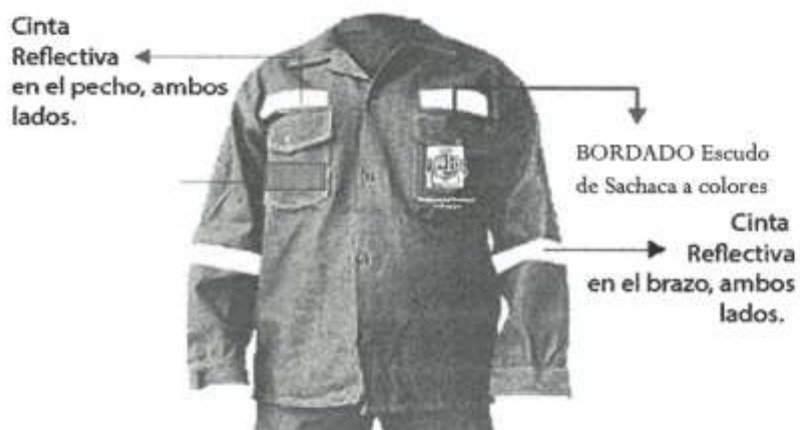 Cinta
Reflectiva
en el pecho, ambos
lados.
BORDADO Escudo
de Sachaca a colores
Cinta
Reflectiva
en el brazo, ambos
lados.